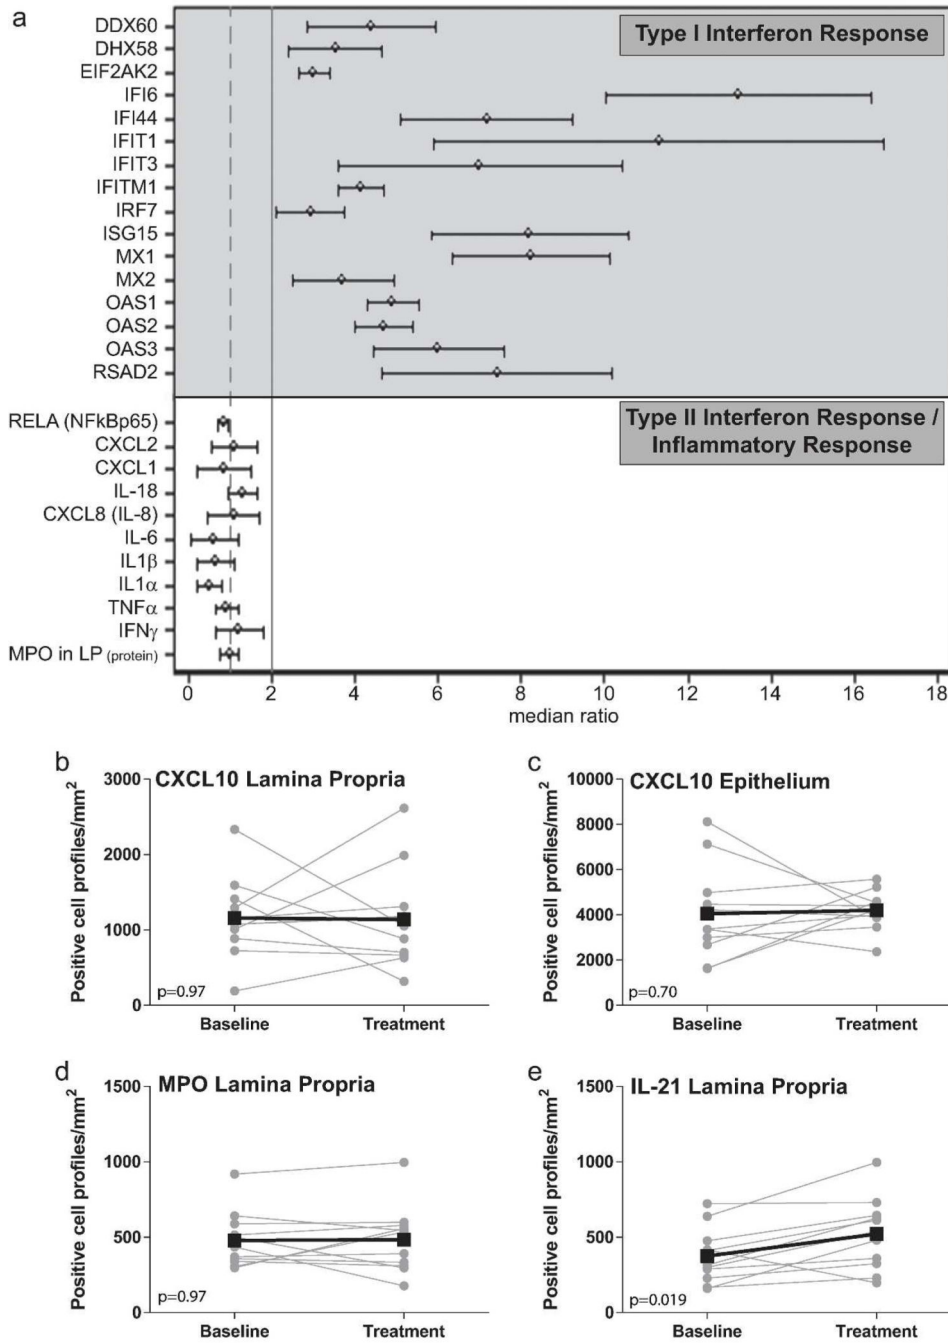 a
Type I Interferon Response
DDX60
DHX58
EIF2AK2
IFI6
IFI44
IFIT1
IFIT3
IFITM1
IRF7
ISG15
MX1
MX2
OAS1
OAS2
OAS3
RSAD2
Type II Interferon Response /
Inflammatory Response
RELA (NFkBp65)
CXCL2
CXCL1
IL-18
CXCL8 (IL-8)
IL-6
IL1β
IL1α
TNFα
IFNγ
MPO in LP (protein)
0 2 4 6 8 10 12 14 16 18
median ratio
b
CXCL10 Lamina Propria
Positive cell profiles/mm²
3000
2000
1000
0
p=0.97
Baseline Treatment
c
CXCL10 Epithelium
Positive cell profiles/mm²
10000
8000
6000
4000
2000
0
p=0.70
Baseline Treatment
d
MPO Lamina Propria
Positive cell profiles/mm²
1500
1000
500
0
p=0.97
Baseline Treatment
e
IL-21 Lamina Propria
Positive cell profiles/mm²
1500
1000
500
0
p=0.019
Baseline Treatment